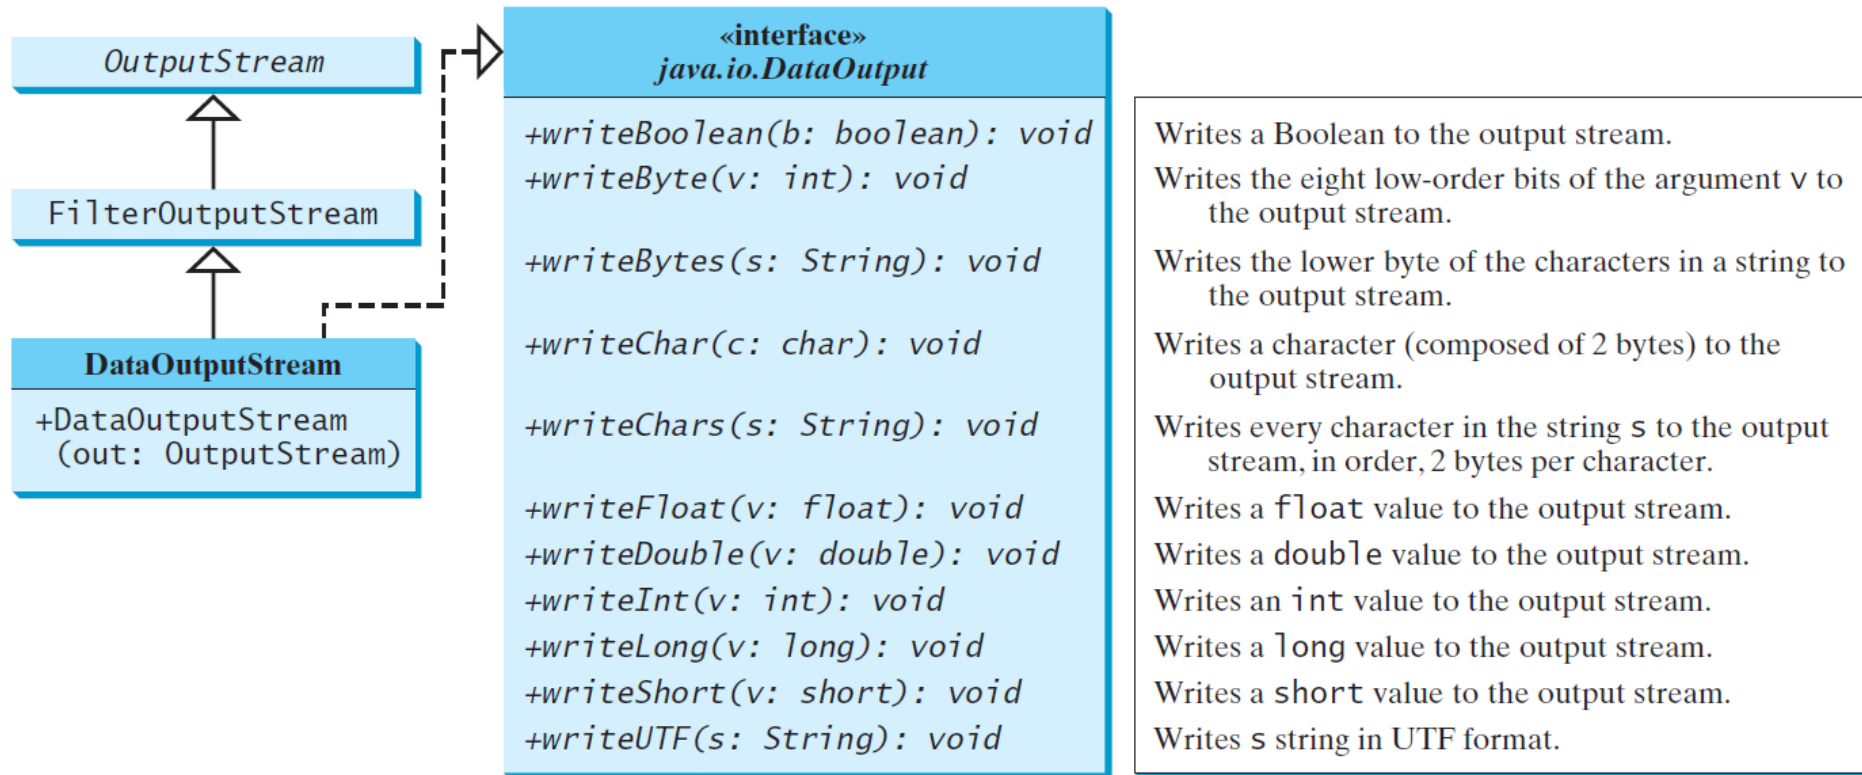 OutputStream
FilterOutputStream
DataOutputStream
+DataOutputStream
(out: OutputStream)
«interface»
java.io.DataOutput
+writeBoolean(b: boolean): void
Writes a Boolean to the output stream.
+writeByte(v: int): void
Writes the eight low-order bits of the argument v to
the output stream.
+writeBytes(s: String): void
Writes the lower byte of the characters in a string to
the output stream.
+writeChar(c: char): void
Writes a character (composed of 2 bytes) to the
output stream.
+writeChars(s: String): void
Writes every character in the string s to the output
stream, in order, 2 bytes per character.
+writeFloat(v: float): void
Writes a float value to the output stream.
+writeDouble(v: double): void
Writes a double value to the output stream.
+writeInt(v: int): void
Writes an int value to the output stream.
+writeLong(v: long): void
Writes a long value to the output stream.
+writeShort(v: short): void
Writes a short value to the output stream.
+writeUTF(s: String): void
Writes s string in UTF format.